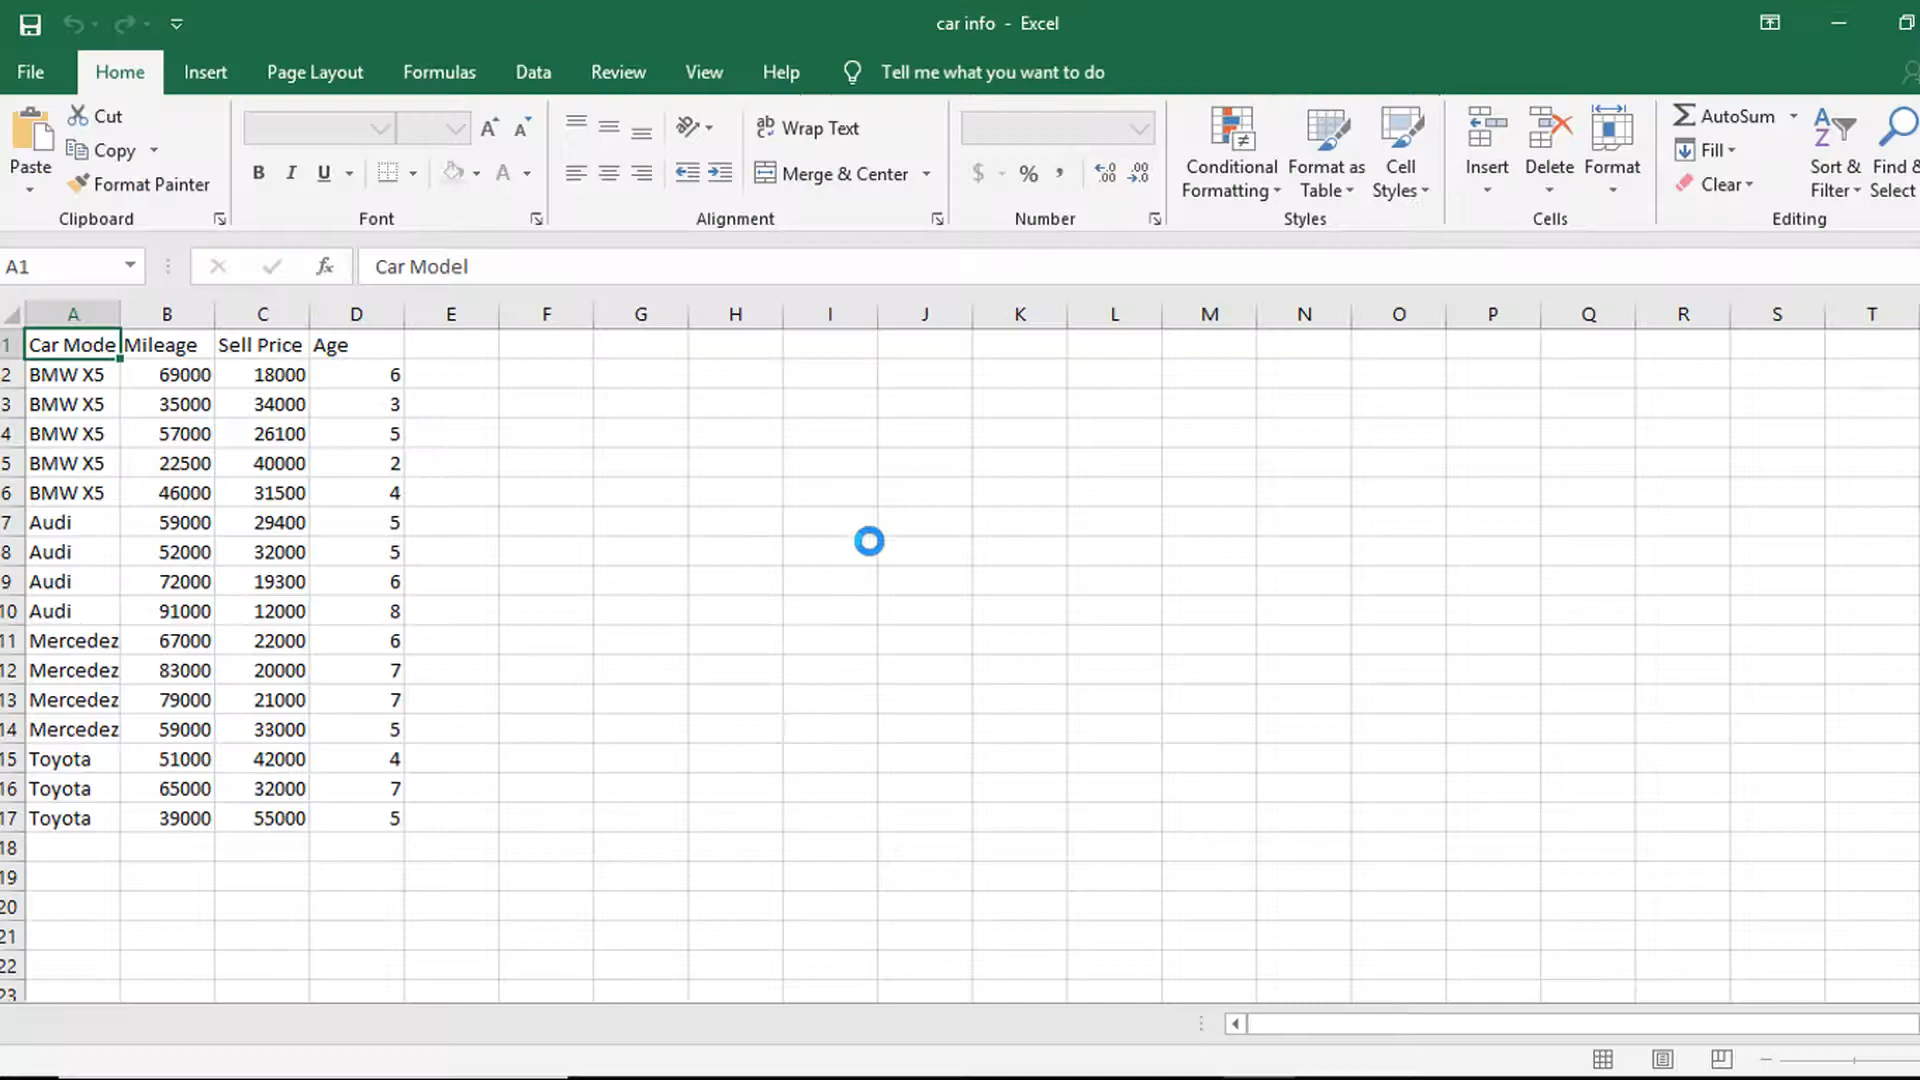 car info - Excel
File Home Insert Page Layout Formulas Data Review View Help Tell me what you want to do
Paste
Cut
Copy
Format Painter
Clipboard
B I U
Font
Wrap Text
Merge & Center
Alignment
$ % ,
Number
Conditional Formatting
Format as Table
Cell Styles
Styles
Insert Delete Format
Cells
AutoSum
Fill
Clear
Sort & Filter
Find & Select
Editing
A1 fx Car Model
A B C D E F G H I J K L M N O P Q R S T
1 Car Mode Mileage Sell Price Age
2 BMW X5 69000 18000 6
3 BMW X5 35000 34000 3
4 BMW X5 57000 26100 5
5 BMW X5 22500 40000 2
6 BMW X5 46000 31500 4
7 Audi 59000 29400 5
8 Audi 52000 32000 5
9 Audi 72000 19300 6
10 Audi 91000 12000 8
11 Mercedez 67000 22000 6
12 Mercedez 83000 20000 7
13 Mercedez 79000 21000 7
14 Mercedez 59000 33000 5
15 Toyota 51000 42000 4
16 Toyota 65000 32000 7
17 Toyota 39000 55000 5
18
19
20
21
22
23